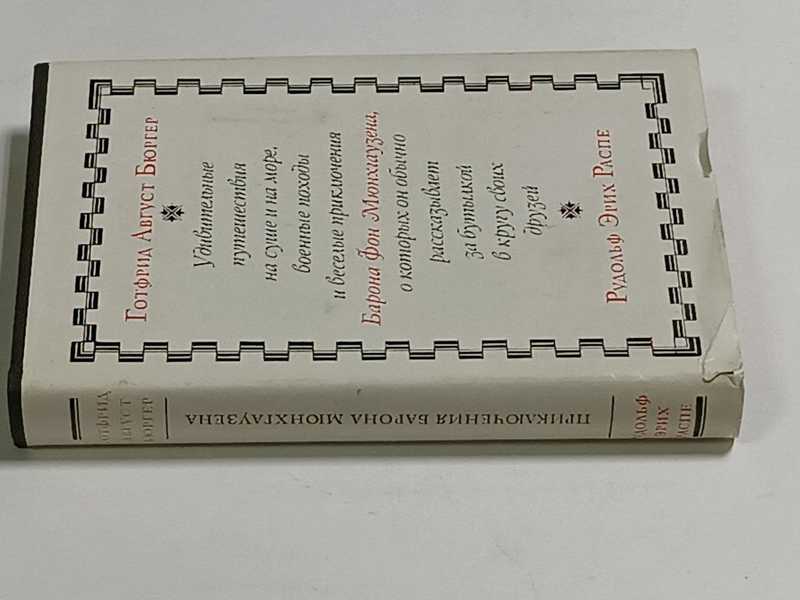 Готфрид Август Бюргер
Удивительные
путешествия
на суше и на море,
военные походы
и веселые приключения
Барона Фон Мюнхаузена,
о которых он обычно
рассказывает
за бутылкой
в кругу своих
друзей
Рудольф Эрих Распе
ГОТФРИД
АВГУСТ
БЮРГЕР
ПРИКЛЮЧЕНИЯ БАРОНА МЮНХГАУЗЕНА
РУДОЛЬФ
ЭРИХ
РАСПЕ